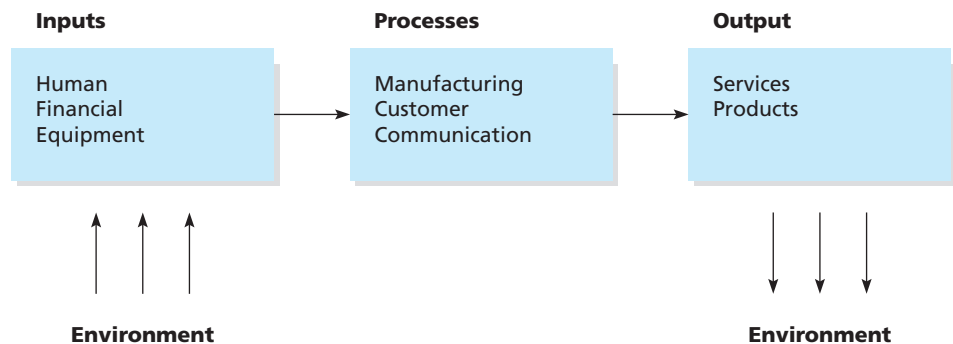 Inputs
Processes
Output
Human
Financial
Equipment
Manufacturing
Customer
Communication
Services
Products
Environment
Environment